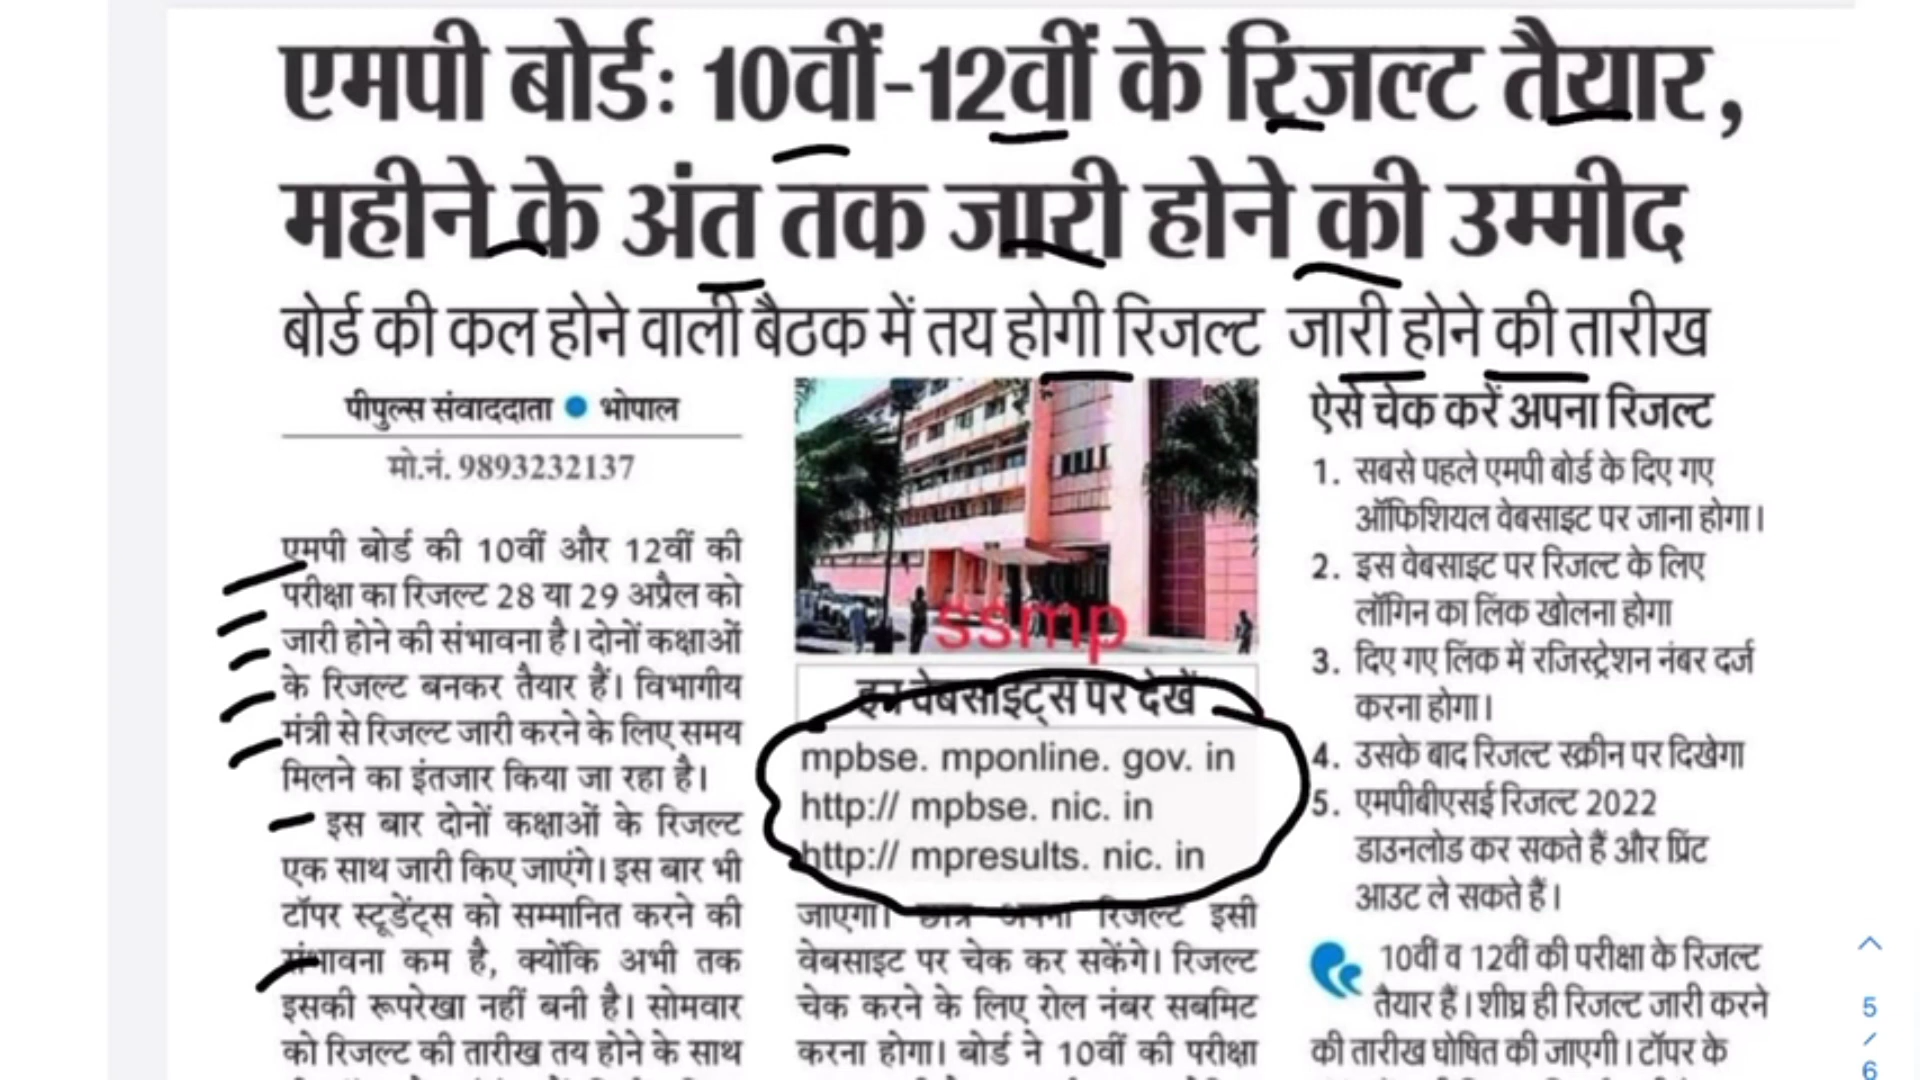 एमपी बोर्ड: 10वीं-12वीं के रिजल्ट तैयार,
महीने के अंत तक जारी होने की उम्मीद
बोर्ड की कल होने वाली बैठक में तय होगी रिजल्ट जारी होने की तारीख
पीपुल्स संवाददाता ● भोपाल
मो.नं. 9893232137
एमपी बोर्ड की 10वीं और 12वीं की
परीक्षा का रिजल्ट 28 या 29 अप्रैल को
जारी होने की संभावना है। दोनों कक्षाओं
के रिजल्ट बनकर तैयार हैं। विभागीय
मंत्री से रिजल्ट जारी करने के लिए समय
मिलने का इंतजार किया जा रहा है।
इस बार दोनों कक्षाओं के रिजल्ट
एक साथ जारी किए जाएंगे। इस बार भी
टॉपर स्टूडेंट्स को सम्मानित करने की
संभावना कम है, क्योंकि अभी तक
इसकी रूपरेखा नहीं बनी है। सोमवार
को रिजल्ट की तारीख तय होने के साथ
ssmp
इन वेबसाइट्स पर देखें
mpbse. mponline. gov. in
http:// mpbse. nic. in
http:// mpresults. nic. in
जाएगा। छात्र अपना रिजल्ट इसी
वेबसाइट पर चेक कर सकेंगे। रिजल्ट
चेक करने के लिए रोल नंबर सबमिट
करना होगा। बोर्ड ने 10वीं की परीक्षा
ऐसे चेक करें अपना रिजल्ट
1. सबसे पहले एमपी बोर्ड के दिए गए
ऑफिशियल वेबसाइट पर जाना होगा।
2. इस वेबसाइट पर रिजल्ट के लिए
लॉगिन का लिंक खोलना होगा
3. दिए गए लिंक में रजिस्ट्रेशन नंबर दर्ज
करना होगा।
4. उसके बाद रिजल्ट स्क्रीन पर दिखेगा
5. एमपीबीएसई रिजल्ट 2022
डाउनलोड कर सकते हैं और प्रिंट
आउट ले सकते हैं।
10वीं व 12वीं की परीक्षा के रिजल्ट
तैयार हैं। शीघ्र ही रिजल्ट जारी करने
की तारीख घोषित की जाएगी। टॉपर के
5
/
6